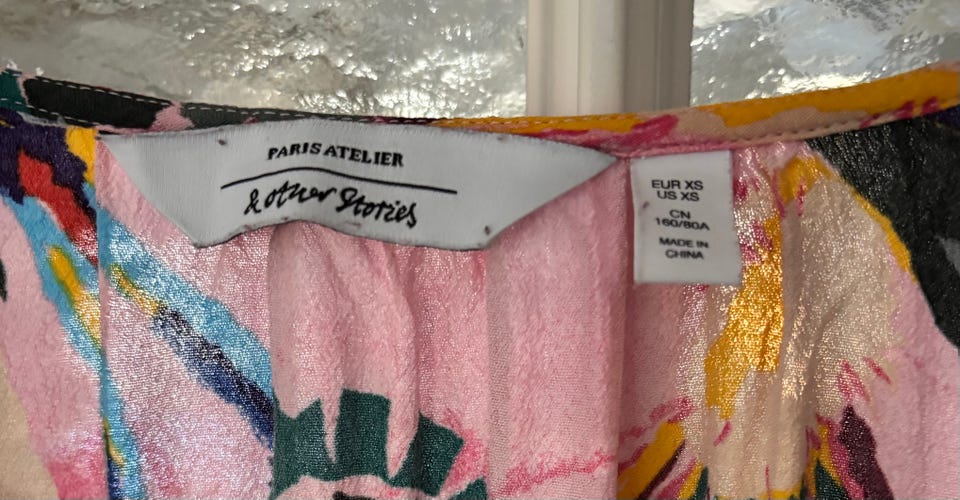 PARIS ATELIER
& other Stories
EUR XS
US XS
CN
160/80A
MADE IN
CHINA